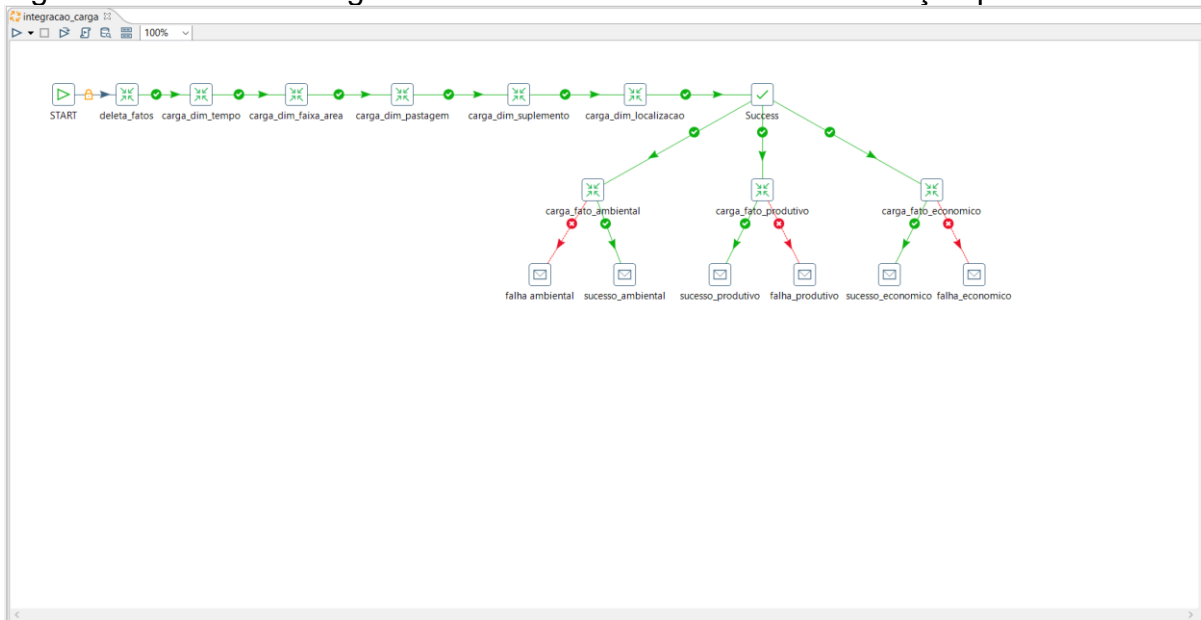 integracao_carga
100%
START deleta_fatos carga_dim_tempo carga_dim_faixa_area carga_dim_pastagem carga_dim_suplemento carga_dim_localizacao Success
carga_fato_ambiental carga_fato_produtivo carga_fato_economico
falha ambiental sucesso_ambiental sucesso_produtivo falha_produtivo sucesso_economico falha_economico